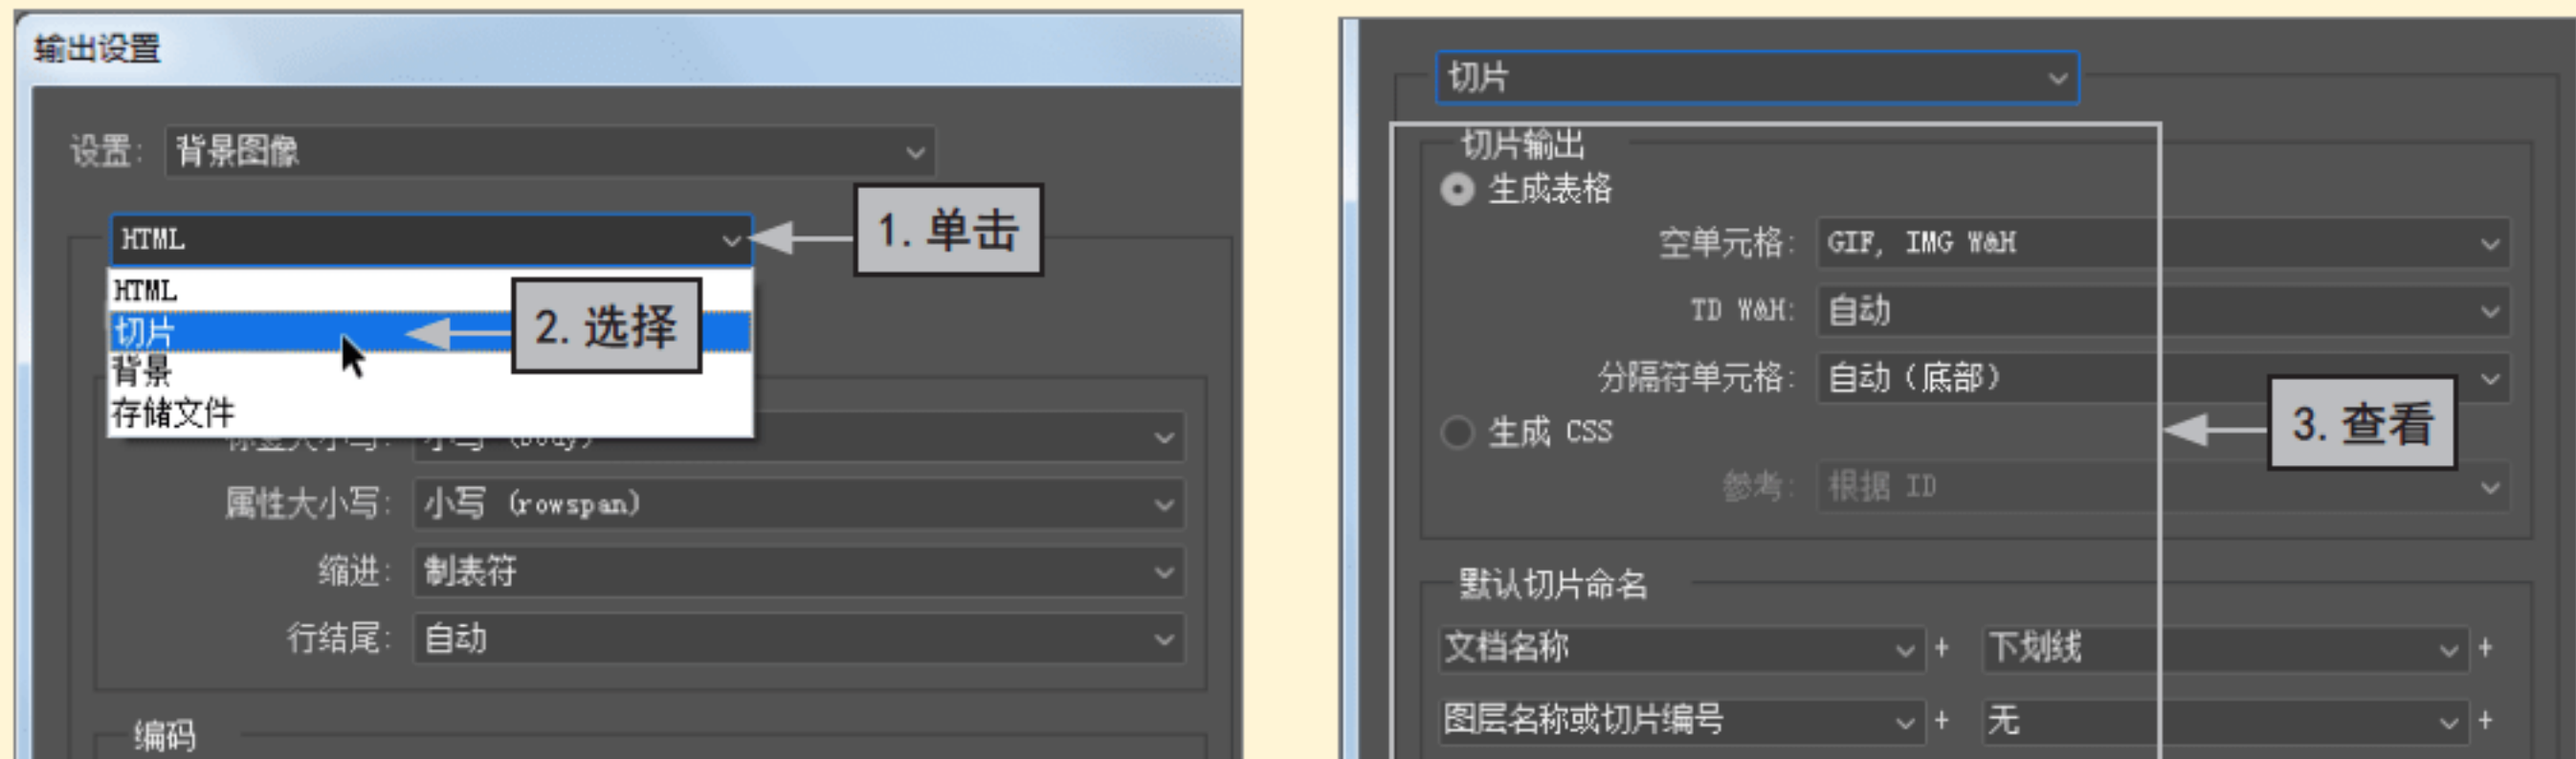 输出设置
设置: 背景图像
HTML
1. 单击
HTML
切片
2. 选择
背景
存储文件
属性大小写: 小写 (rowspan)
缩进: 制表符
行结尾: 自动
编码
切片
切片输出
生成表格
空单元格: GIF, IMG W&H
TD W&H: 自动
分隔符单元格: 自动 (底部)
生成 CSS
3. 查看
参考: 根据 ID
默认切片命名
文档名称 + 下划线 +
图层名称或切片编号 + 无 +